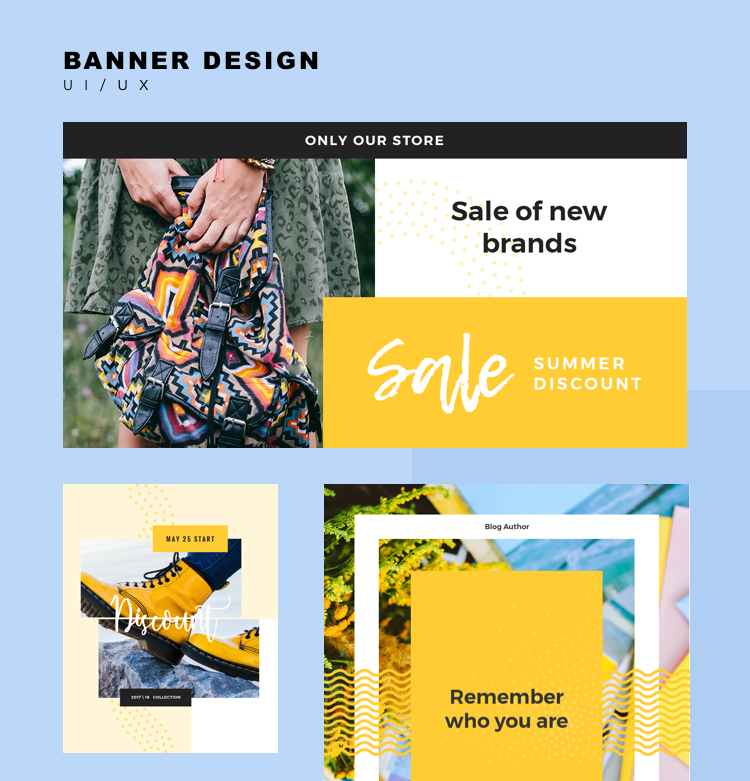 BANNER DESIGN
UI/UX
ONLY OUR STORE
Sale of new
brands
Sale
SUMMER
DISCOUNT
MAY 25 START
Discount
2017 \ 18 COLLECTION
Blog Author
Remember
who you are